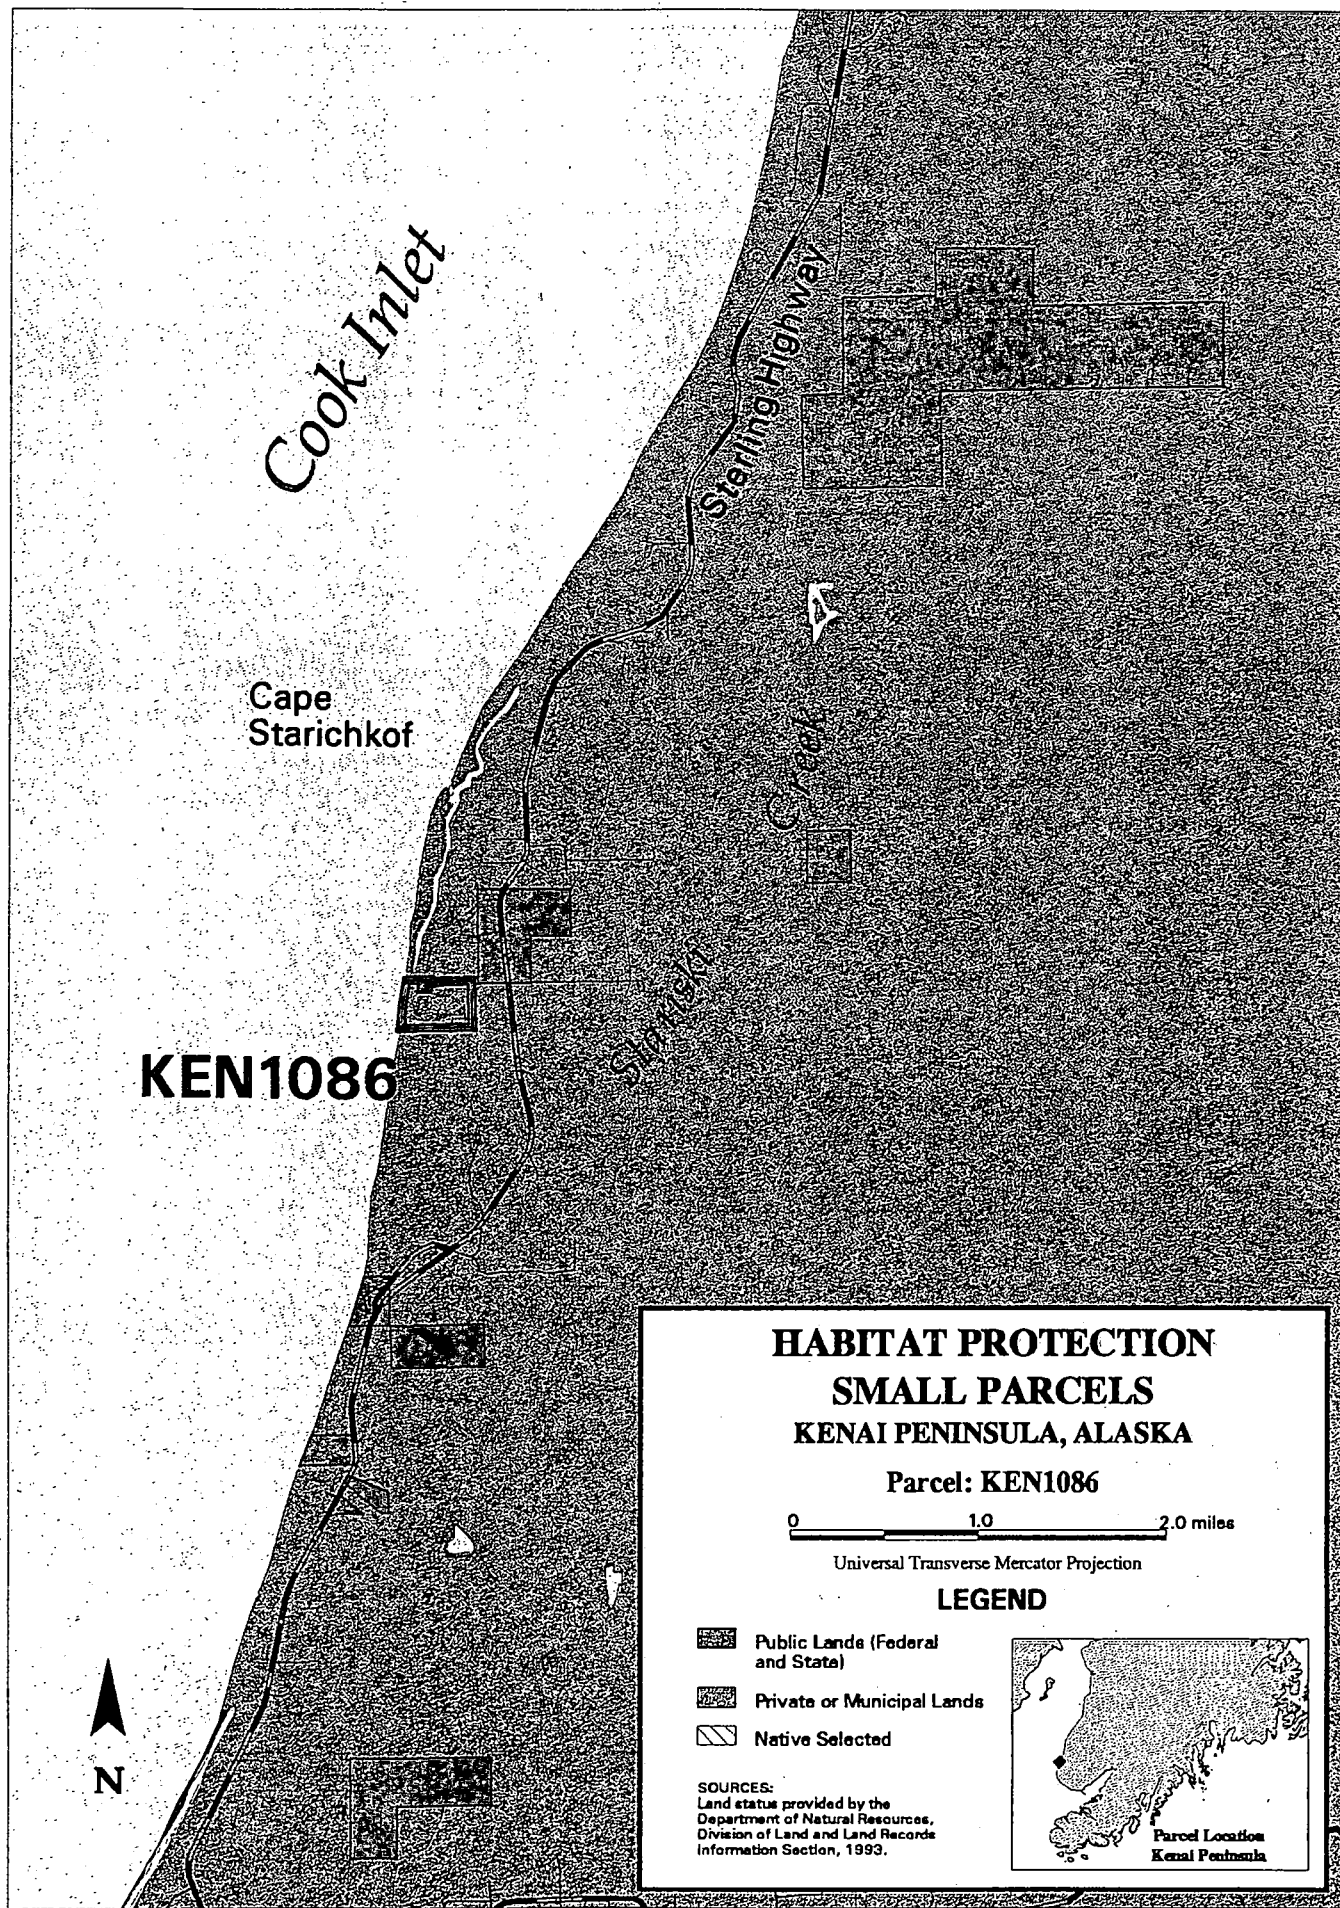 Cook Inlet
Sterling Highway
Cape
Starichkof
Creek
Stariski
KEN1086
HABITAT PROTECTION
SMALL PARCELS
KENAI PENINSULA, ALASKA
Parcel: KEN1086
0 1.0 2.0 miles
Universal Transverse Mercator Projection
LEGEND
Public Lands (Federal
and State)
Private or Municipal Lands
Native Selected
SOURCES:
Land status provided by the
Department of Natural Resources,
Division of Land and Land Records
Information Section, 1993.
Parcel Location
Kenai Peninsula
N